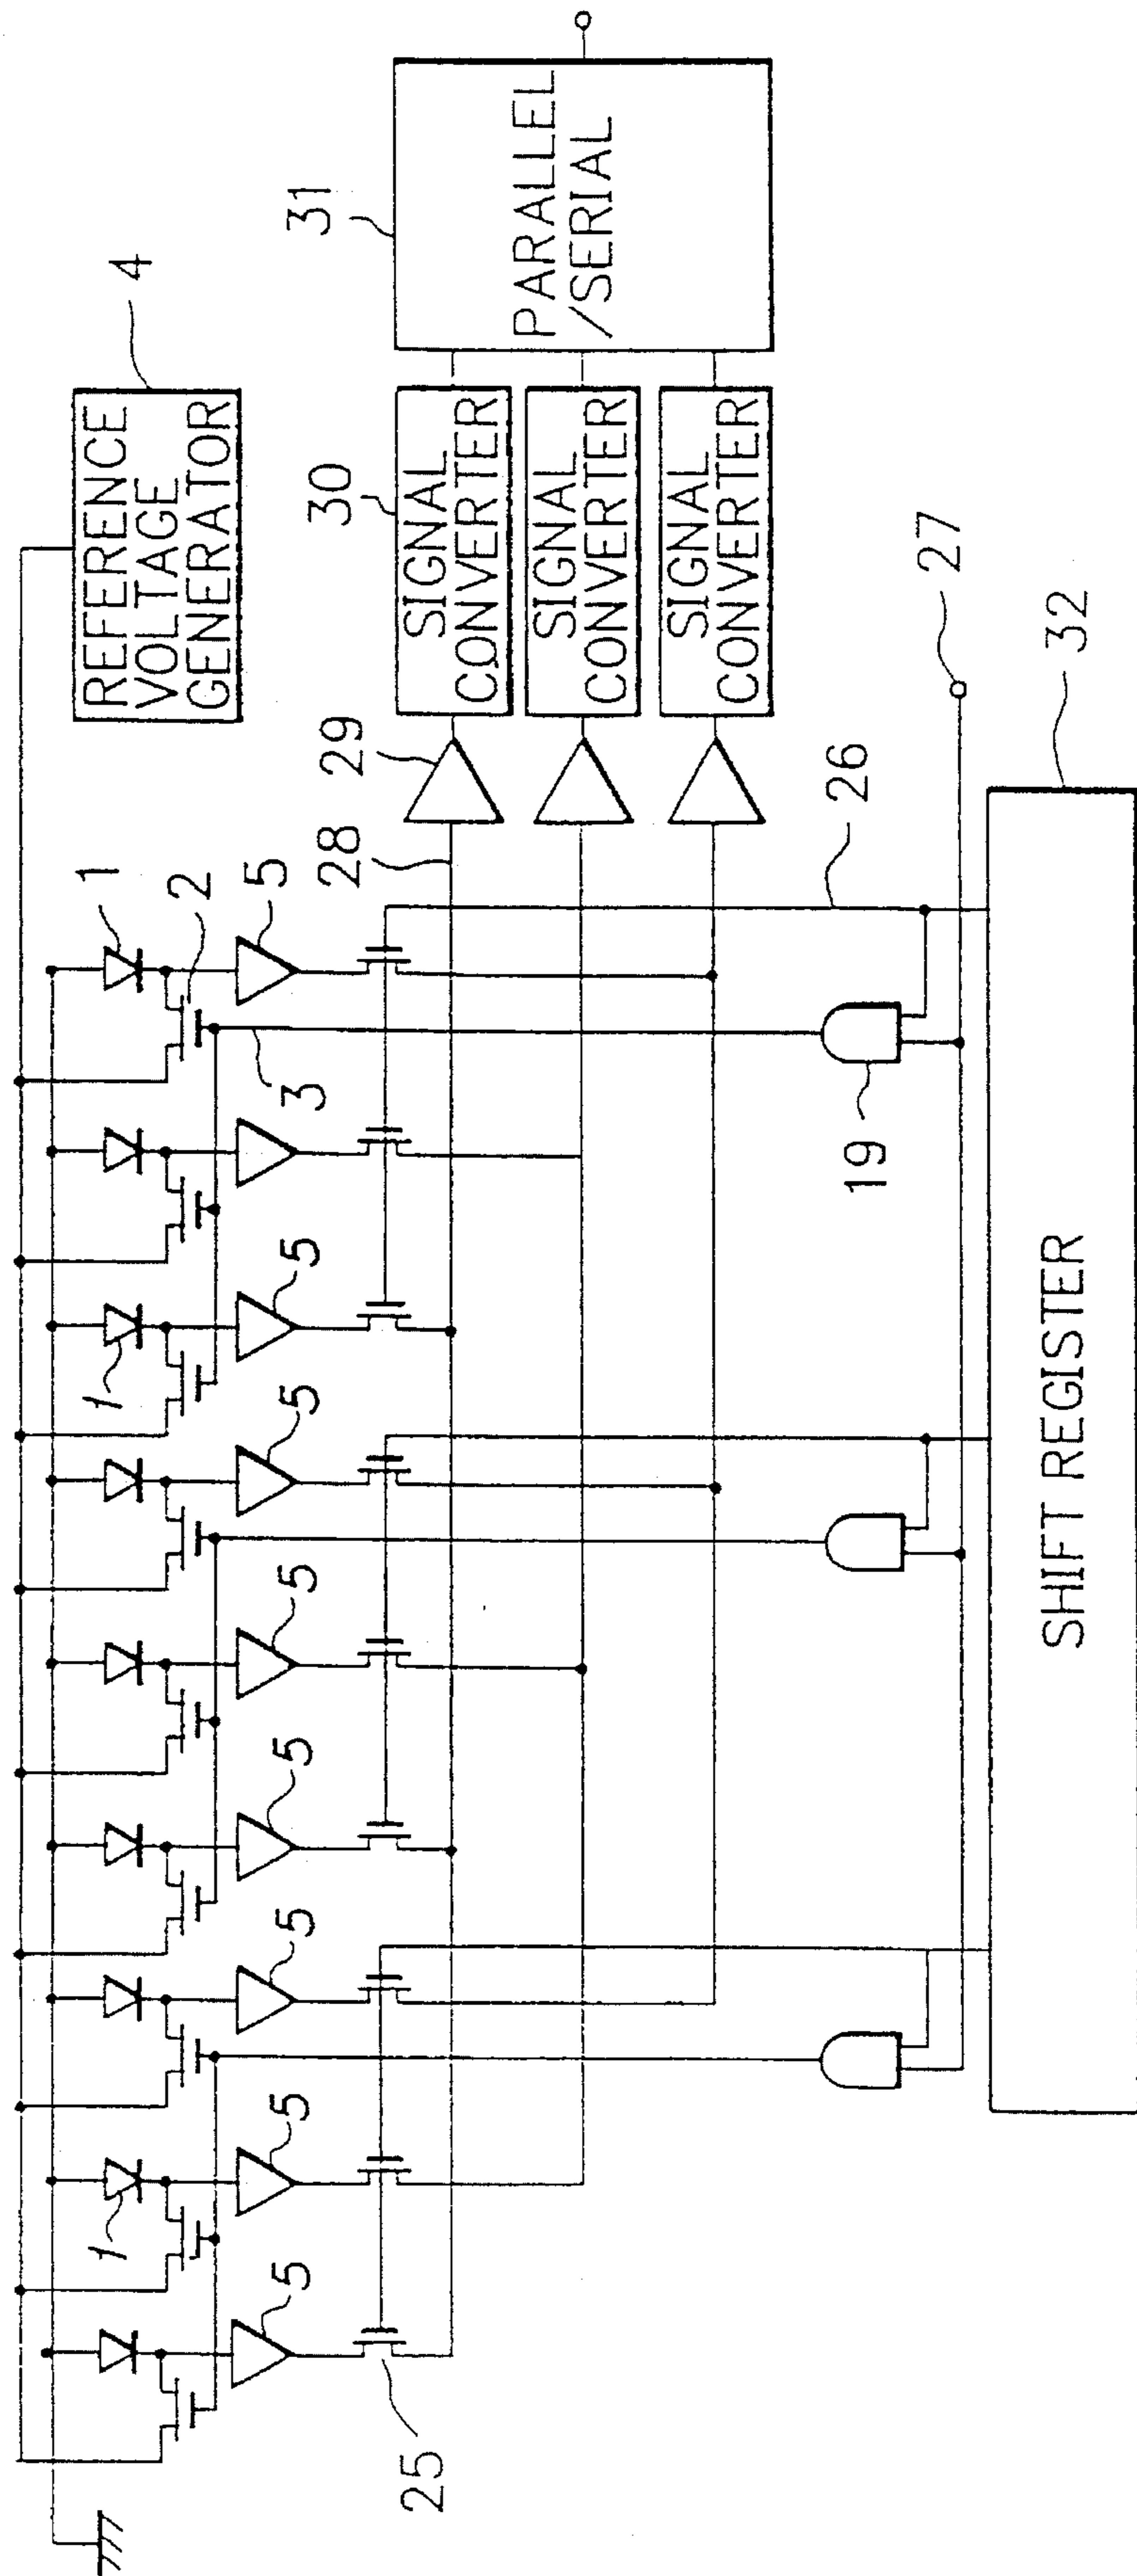 REFERENCE
VOLTAGE
GENERATOR
4
31
PARALLEL
/SERIAL
30
SIGNAL
CONVERTER
SIGNAL
CONVERTER
SIGNAL
CONVERTER
29
28
27
26
32
1
2
5
3
19
1
5
5
5
5
5
1
5
5
25
SHIFT REGISTER